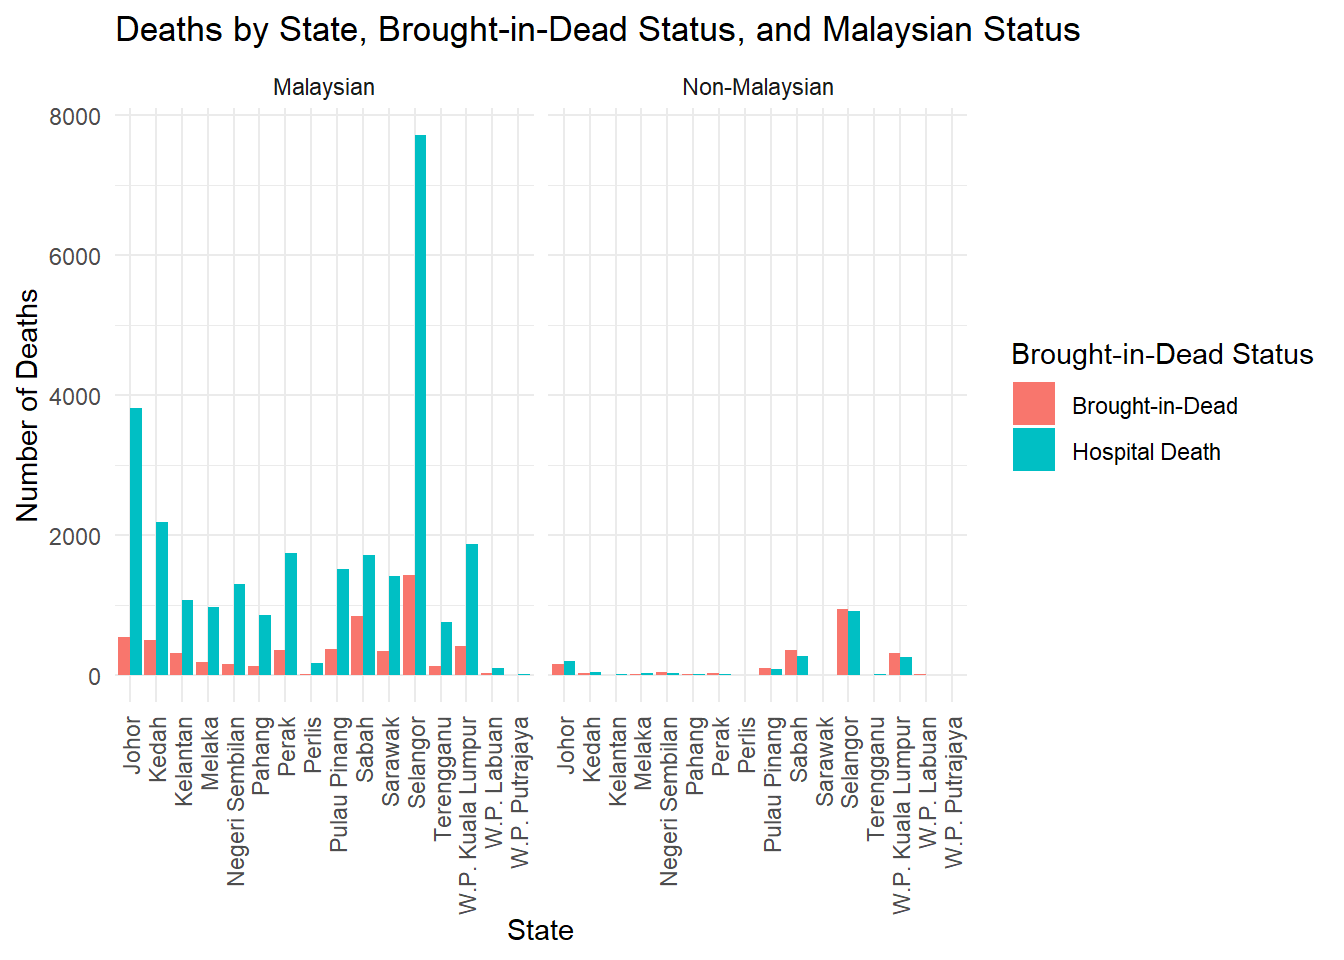 Deaths by State, Brought-in-Dead Status, and Malaysian Status
Malaysian
Non-Malaysian
Number of Deaths
8000
6000
4000
2000
0
Johor
Kedah
Kelantan
Melaka
Negeri Sembilan
Pahang
Perak
Perlis
Pulau Pinang
Sabah
Sarawak
Selangor
Terengganu
W.P. Kuala Lumpur
W.P. Labuan
W.P. Putrajaya
Johor
Kedah
Kelantan
Melaka
Negeri Sembilan
Pahang
Perak
Perlis
Pulau Pinang
Sabah
Sarawak
Selangor
Terengganu
W.P. Kuala Lumpur
W.P. Labuan
W.P. Putrajaya
State
Brought-in-Dead Status
Brought-in-Dead
Hospital Death